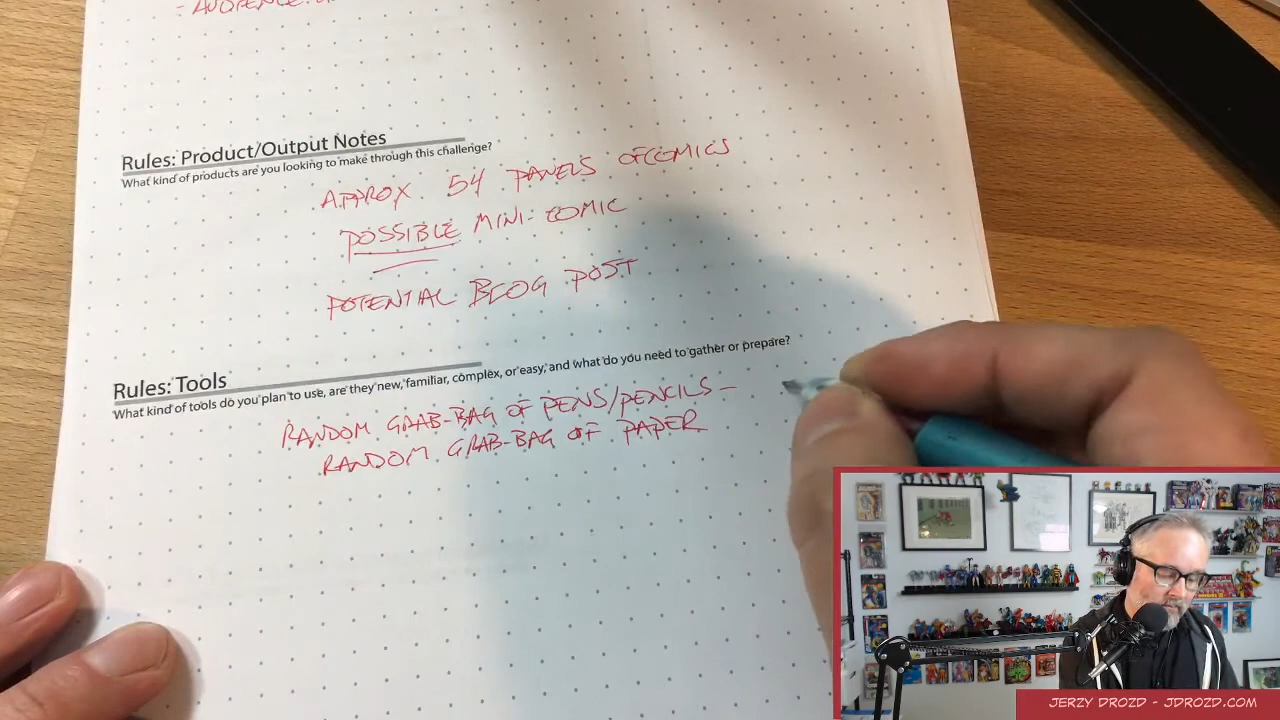 - AUDIENCE:
Rules: Product/Output Notes
What kind of products are you looking to make through this challenge?
APPROX 54 PANELS OF COMICS
POSSIBLE MINI-COMIC
POTENTIAL BLOG POST
Rules: Tools
What kind of tools do you plan to use, are they new, familiar, complex, or easy, and what do you need to gather or prepare?
RANDOM GRAB-BAG OF PENS/PENCILS -
RANDOM GRAB-BAG OF PAPER
JERZY DROZD - JDROZD.COM